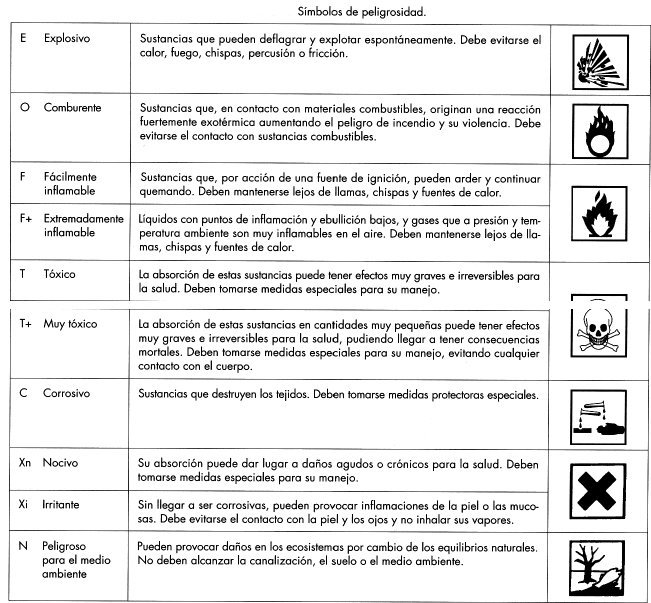 Símbolos de peligrosidad.
E Explosivo
Sustancias que pueden deflagrar y explotar espontáneamente. Debe evitarse el
calor, fuego, chispas, percusión o fricción.
O Comburente
Sustancias que, en contacto con materiales combustibles, originan una reacción
fuertemente exotérmica aumentando el peligro de incendio y su violencia. Debe
evitarse el contacto con sustancias combustibles.
F Fácilmente
inflamable
Sustancias que, por acción de una fuente de ignición, pueden arder y continuar
quemando. Deben mantenerse lejos de llamas, chispas y fuentes de calor.
F+ Extremadamente
inflamable
Líquidos con puntos de inflamación y ebullición bajos, y gases que a presión y tem-
peratura ambiente son muy inflamables en el aire. Deben mantenerse lejos de lla-
mas, chispas y fuentes de calor.
T Tóxico
La absorción de estas sustancias puede tener efectos muy graves e irreversibles para
la salud. Deben tomarse medidas especiales para su manejo.
T+ Muy tóxico
La absorción de estas sustancias en cantidades muy pequeñas puede tener efectos
muy graves e irreversibles para la salud, pudiendo llegar a tener consecuencias
mortales. Deben tomarse medidas especiales para su manejo, evitando cualquier
contacto con el cuerpo.
C Corrosivo
Sustancias que destruyen los tejidos. Deben tomarse medidas protectoras especiales.
Xn Nocivo
Su absorción puede dar lugar a daños agudos o crónicos para la salud. Deben
tomarse medidas especiales para su manejo.
Xi Irritante
Sin llegar a ser corrosivas, pueden provocar inflamaciones de la piel o las muco-
sas. Debe evitarse el contacto con la piel y los ojos y no inhalar sus vapores.
N Peligroso
para el medio
ambiente
Pueden provocar daños en los ecosistemas por cambio de los equilibrios naturales.
No deben alcanzar la canalización, el suelo o el medio ambiente.